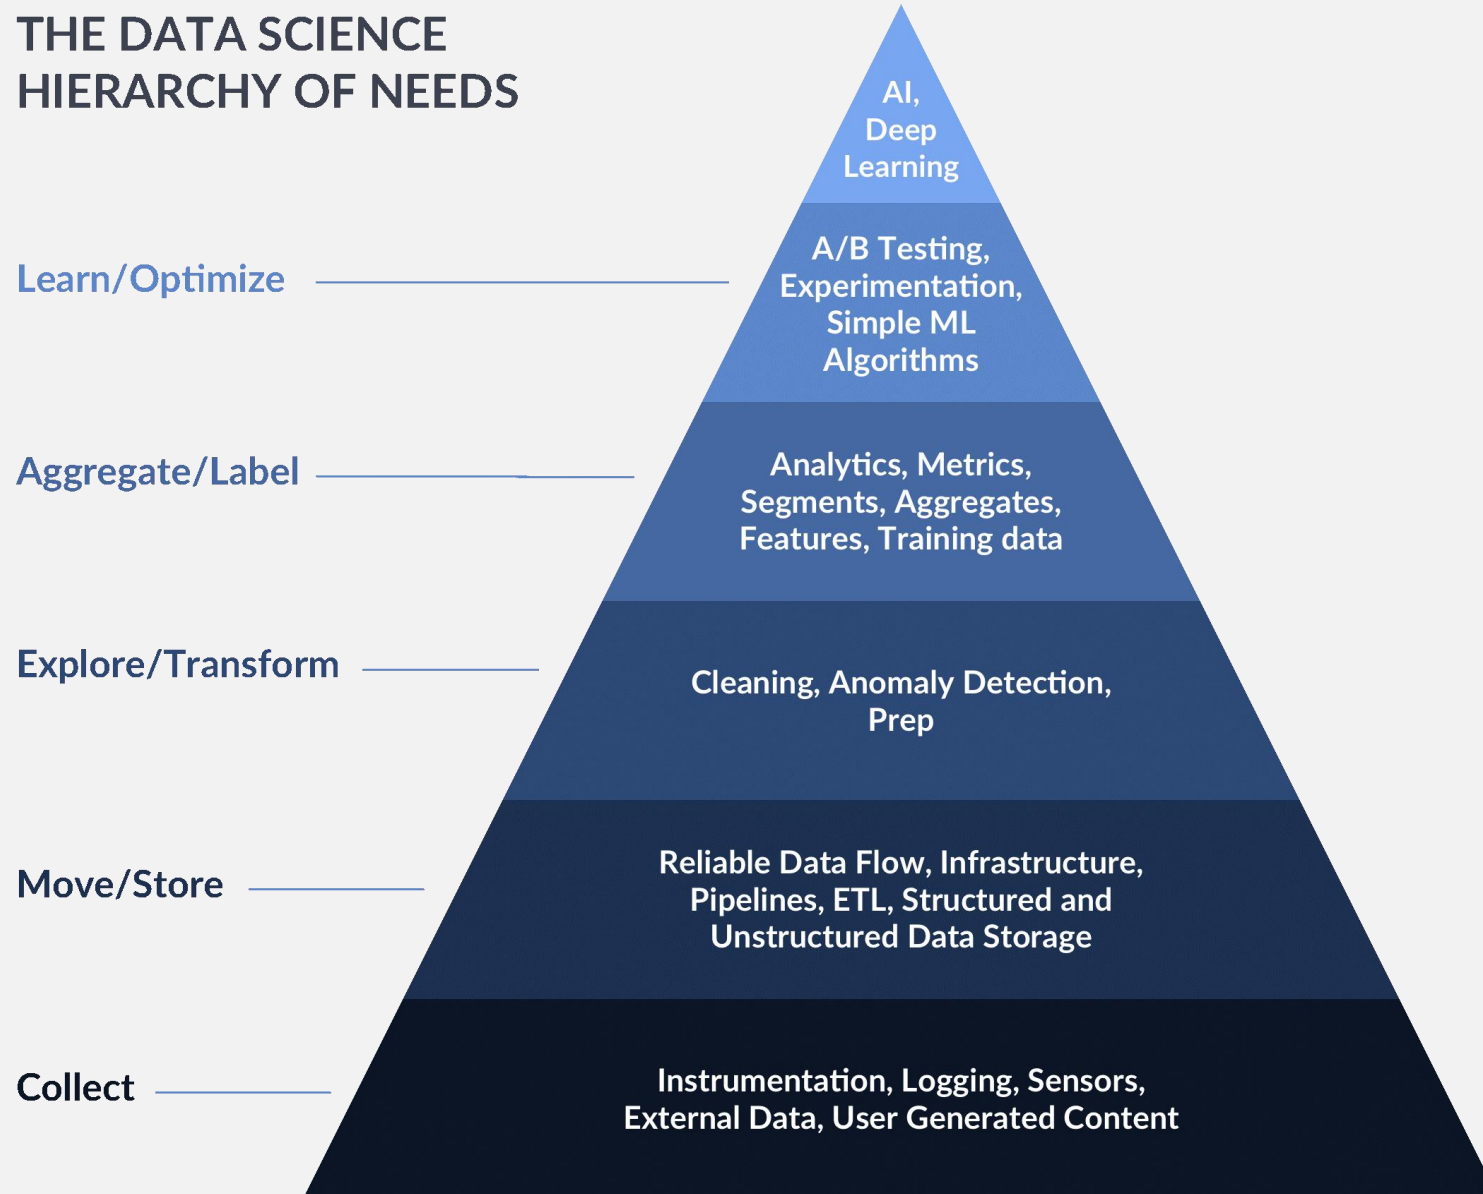 THE DATA SCIENCE
HIERARCHY OF NEEDS
AI,
Deep
Learning
Learn/Optimize
A/B Testing,
Experimentation,
Simple ML
Algorithms
Aggregate/Label
Analytics, Metrics,
Segments, Aggregates,
Features, Training data
Explore/Transform
Cleaning, Anomaly Detection,
Prep
Move/Store
Reliable Data Flow, Infrastructure,
Pipelines, ETL, Structured and
Unstructured Data Storage
Collect
Instrumentation, Logging, Sensors,
External Data, User Generated Content